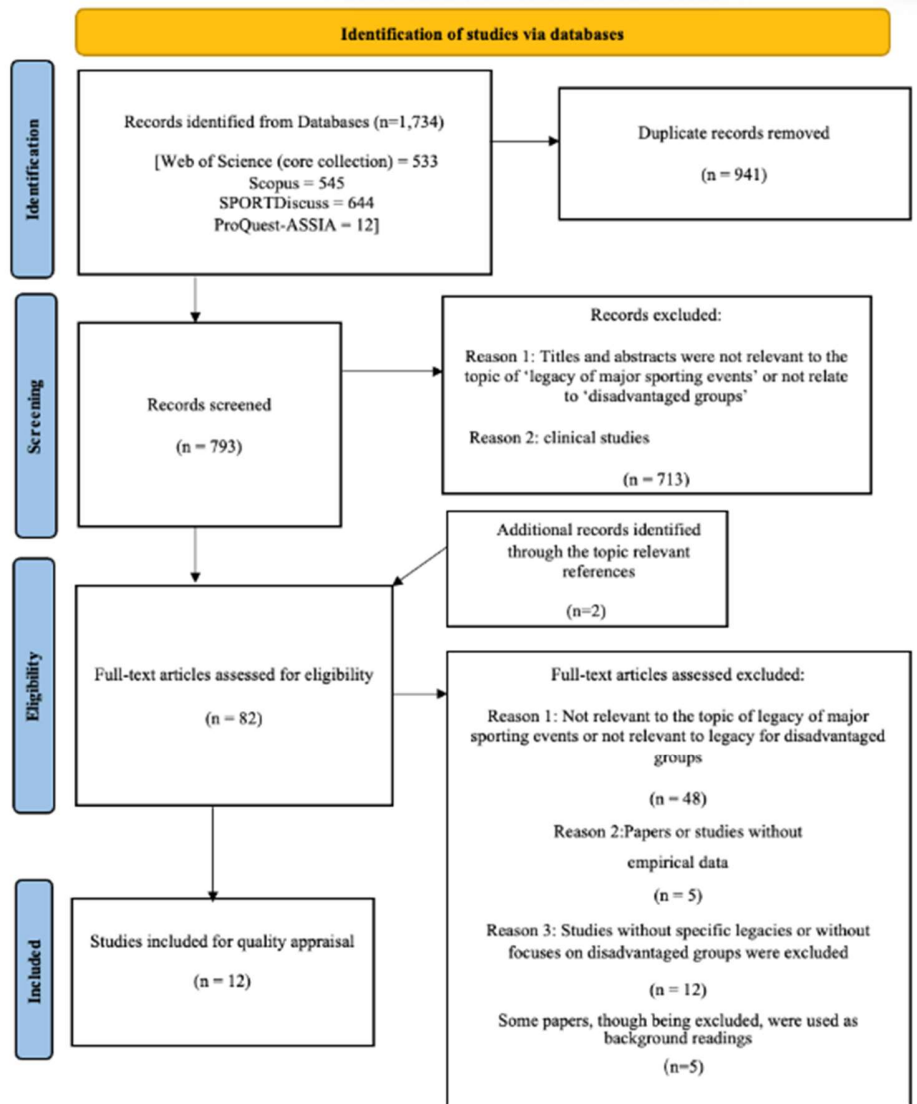 Identification of studies via databases
Identification
Records identified from Databases (n=1,734)
[Web of Science (core collection) = 533
Scopus = 545
SPORTDiscuss = 644
ProQuest-ASSIA = 12]
Duplicate records removed
(n = 941)
Screening
Records screened
(n = 793)
Records excluded:
Reason 1: Titles and abstracts were not relevant to the
topic of ‘legacy of major sporting events’ or not relate
to ‘disadvantaged groups’
Reason 2: clinical studies
(n = 713)
Additional records identified
through the topic relevant
references
(n=2)
Eligibility
Full-text articles assessed for eligibility
(n = 82)
Full-text articles assessed excluded:
Reason 1: Not relevant to the topic of legacy of major
sporting events or not relevant to legacy for disadvantaged
groups
(n = 48)
Reason 2:Papers or studies without
empirical data
(n = 5)
Reason 3: Studies without specific legacies or without
focuses on disadvantaged groups were excluded
(n = 12)
Some papers, though being excluded, were used as
background readings
(n=5)
Included
Studies included for quality appraisal
(n = 12)